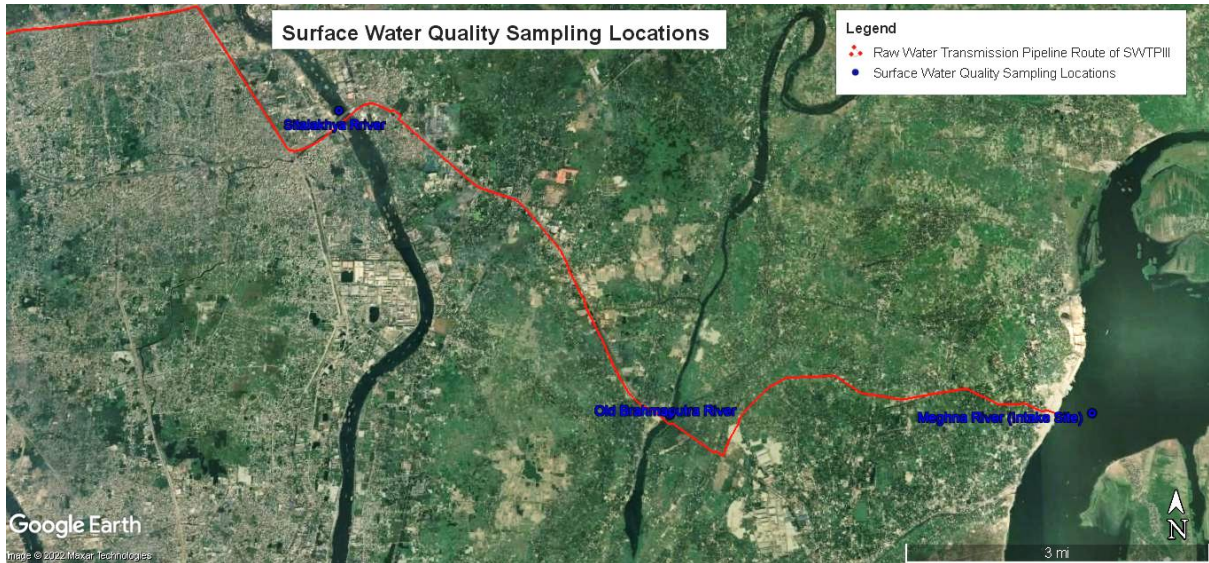 Surface Water Quality Sampling Locations
Legend
Raw Water Transmission Pipeline Route of SWTPIII
Surface Water Quality Sampling Locations
Sitalakhya Rriver
Old Brahmaputra River
Meghna River (Intake Site)
Google Earth
N
Image © 2022 Maxar Technologies
3 mi